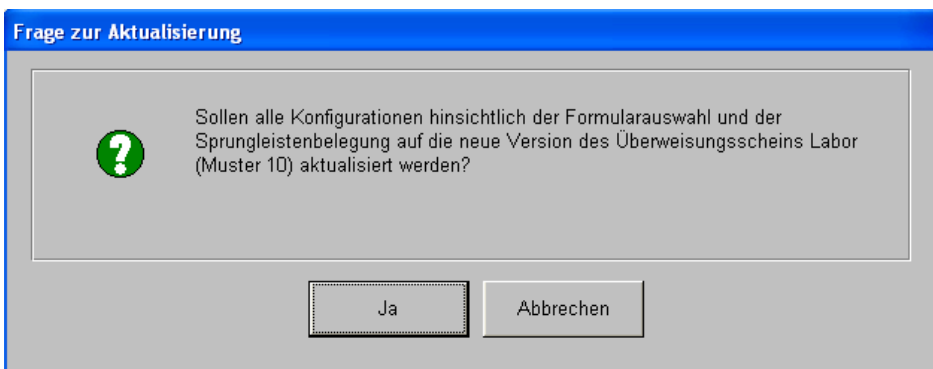 Frage zur Aktualisierung
Sollen alle Konfigurationen hinsichtlich der Formularauswahl und der
Sprungleistenbelegung auf die neue Version des Überweisungsscheins Labor
(Muster 10) aktualisiert werden?
Ja
Abbrechen